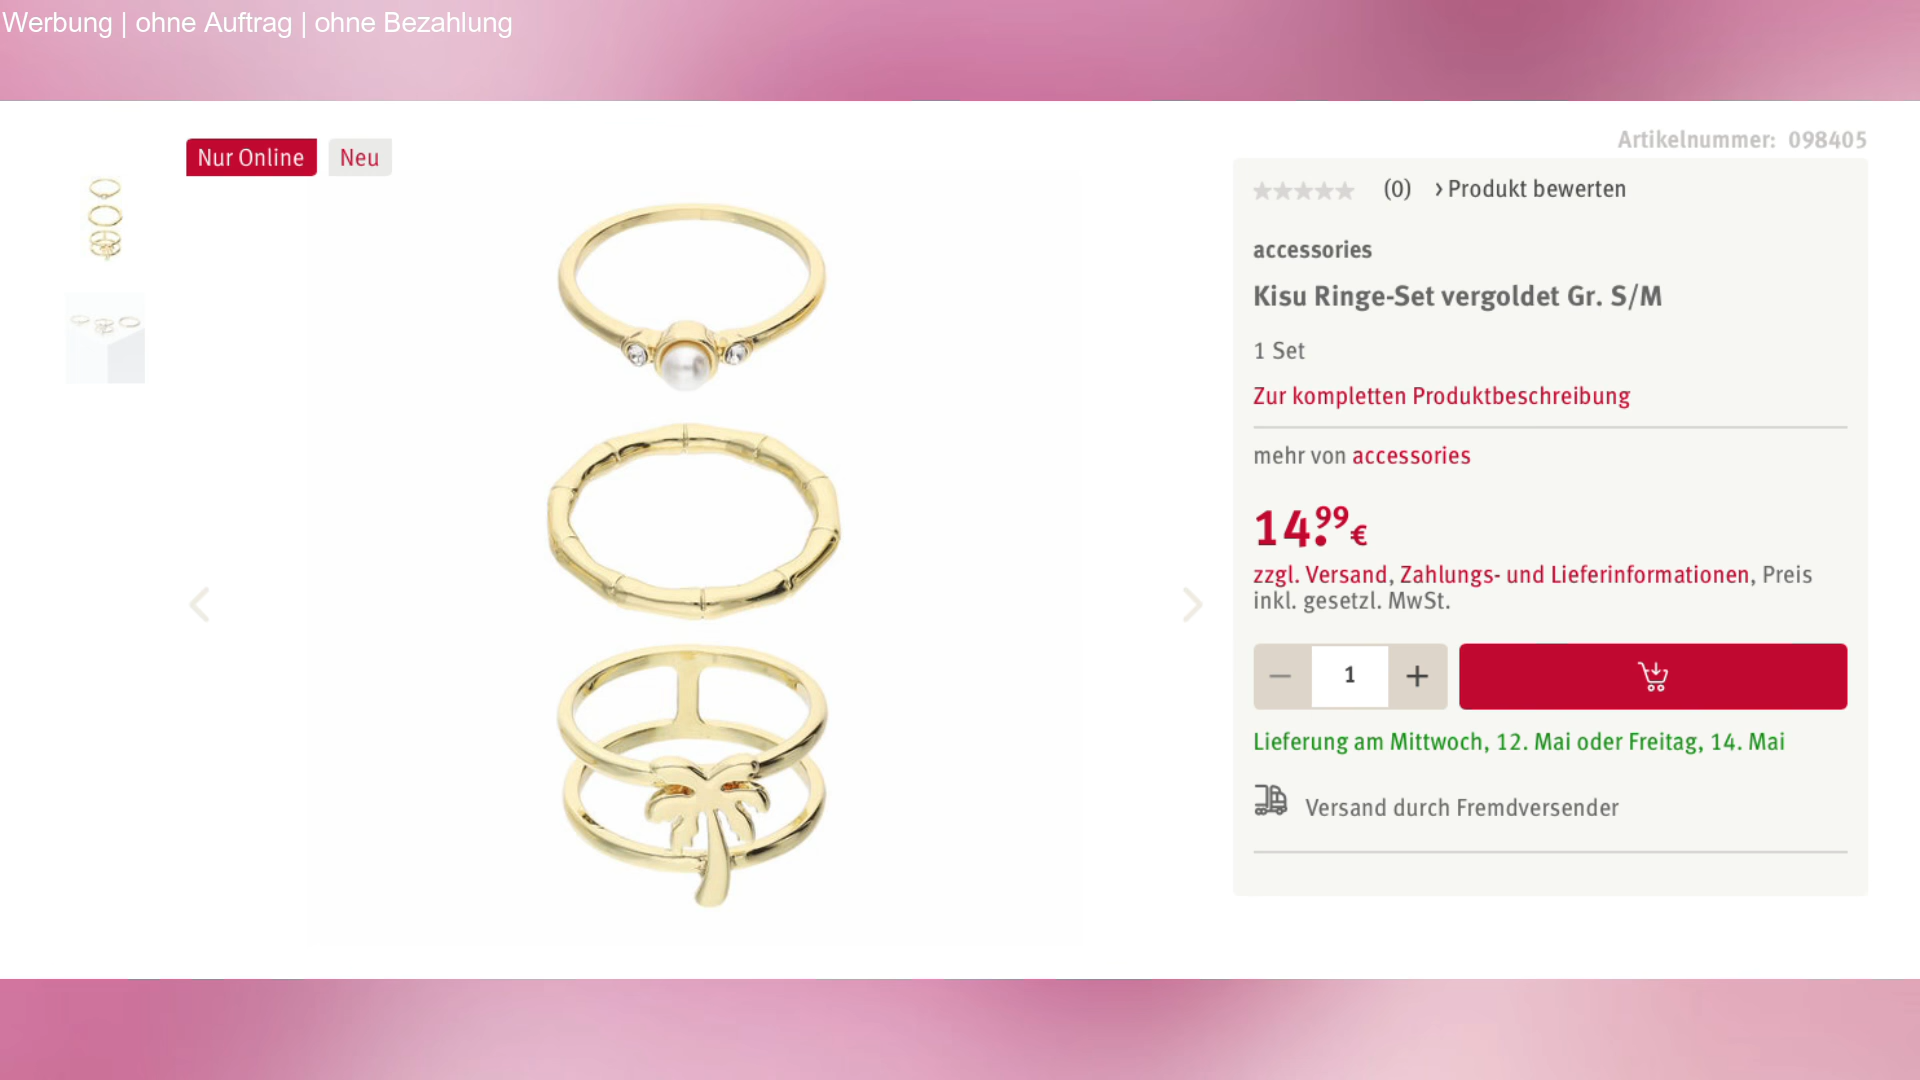 Werbung | ohne Auftrag | ohne Bezahlung
Nur Online
Neu
Artikelnummer: 098405
(0) › Produkt bewerten
accessories
Kisu Ringe-Set vergoldet Gr. S/M
1 Set
Zur kompletten Produktbeschreibung
mehr von accessories
14.99€
zzgl. Versand, Zahlungs- und Lieferinformationen, Preis
inkl. gesetzl. MwSt.
− 1 +
Lieferung am Mittwoch, 12. Mai oder Freitag, 14. Mai
Versand durch Fremdversender